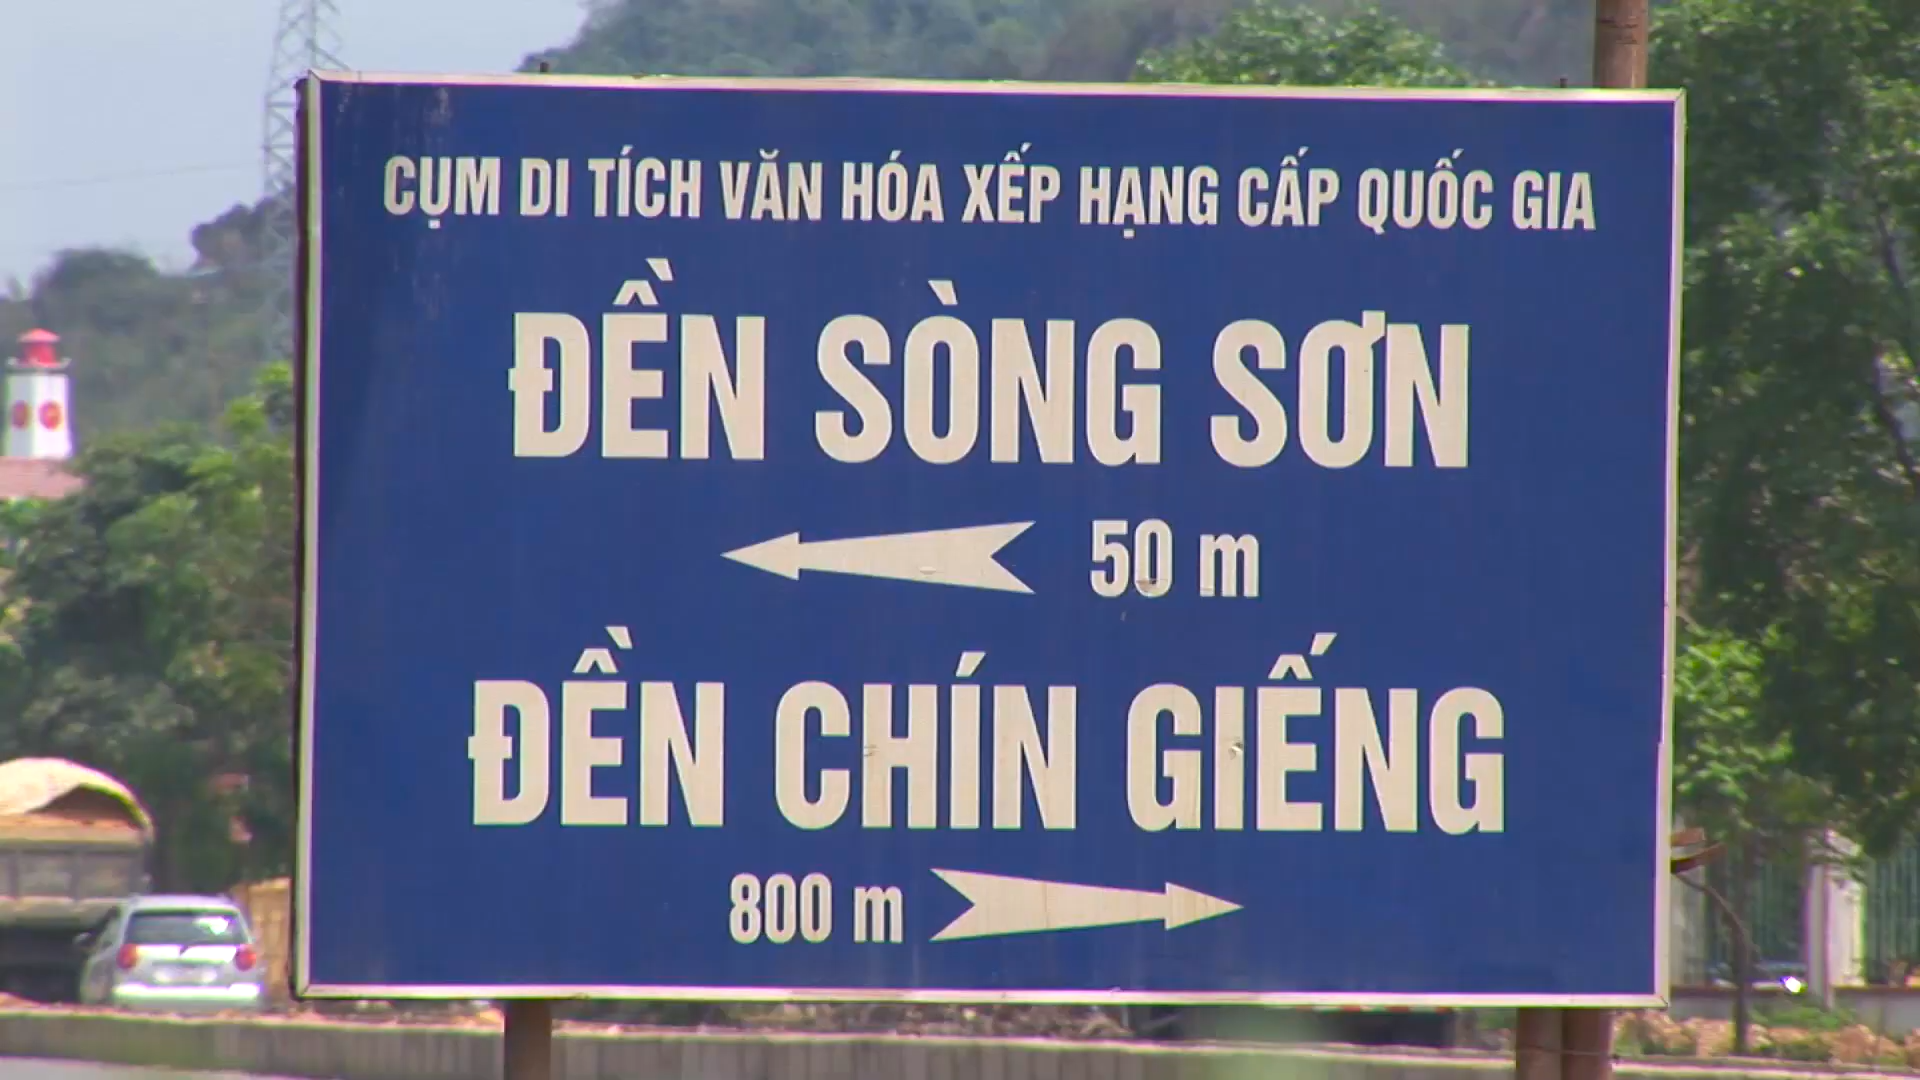 CỤM DI TÍCH VĂN HÓA XẾP HẠNG CẤP QUỐC GIA
ĐỀN SÒNG SƠN
50 m
ĐỀN CHÍN GIẾNG
800 m